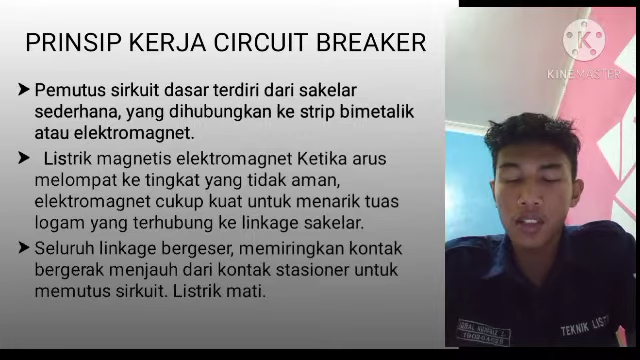 PRINSIP KERJA CIRCUIT BREAKER
Pemutus sirkuit dasar terdiri dari sakelar
sederhana, yang dihubungkan ke strip bimetalik
atau elektromagnet.
Listrik magnetis elektromagnet Ketika arus
melompat ke tingkat yang tidak aman,
elektromagnet cukup kuat untuk menarik tuas
logam yang terhubung ke linkage sakelar.
Seluruh linkage bergeser, memiringkan kontak
bergerak menjauh dari kontak stasioner untuk
memutus sirkuit. Listrik mati.
K
KINEMASTER
TEKNIK